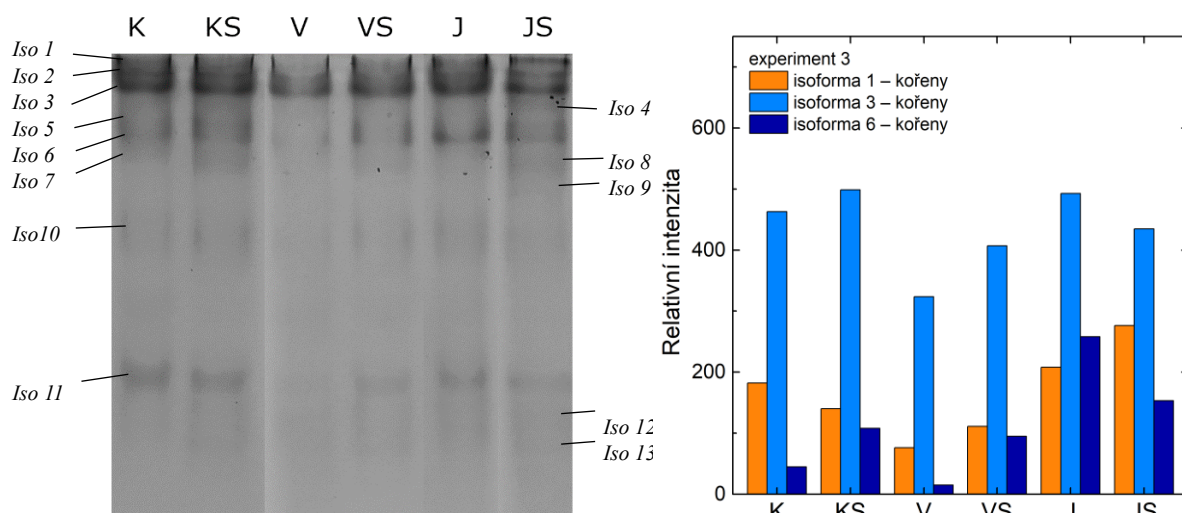 K KS V VS J JS
Iso 1
Iso 2
Iso 3
Iso 4
Iso 5
Iso 6
Iso 7
Iso 8
Iso 9
Iso10
Iso 11
Iso 12
Iso 13
experiment 3
isoforma 1 – kořeny
isoforma 3 – kořeny
isoforma 6 – kořeny
Relativní intenzita
600
400
200
0
K KS V VS J JS